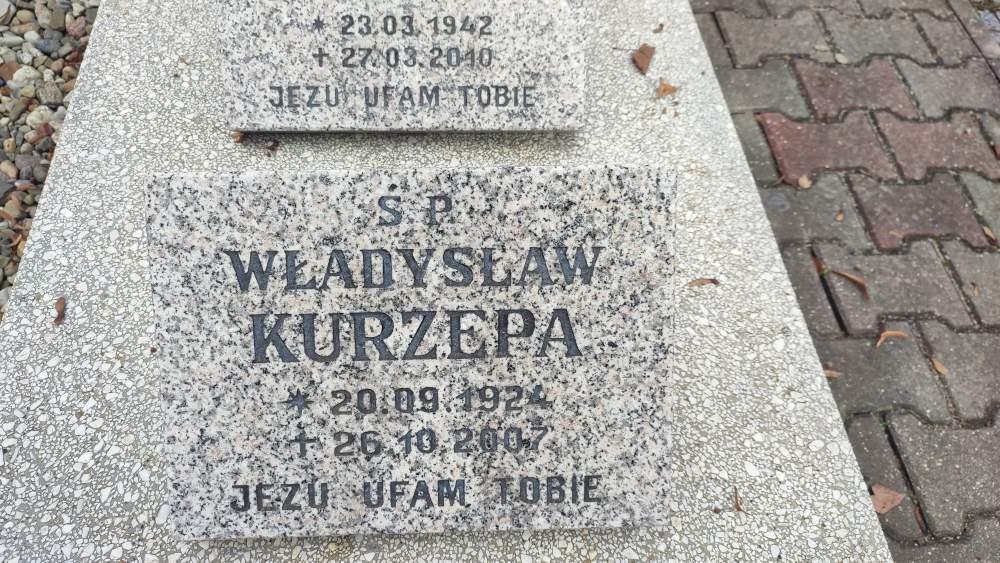 * 23.03.1942
+ 27.03.2010
JEZU UFAM TOBIE
S.P.
WŁADYSŁAW
KURZEPA
* 20.09.1924
+ 26.10.2007
JEZU UFAM TOBIE